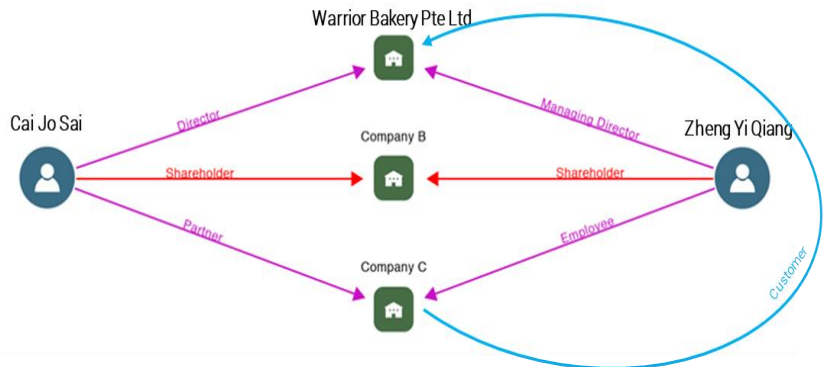 Warrior Bakery Pte Ltd
Cai Jo Sai
Director
Managing Director
Zheng Yi Qiang
Company B
Shareholder
Shareholder
Partner
Employee
Company C
Customer